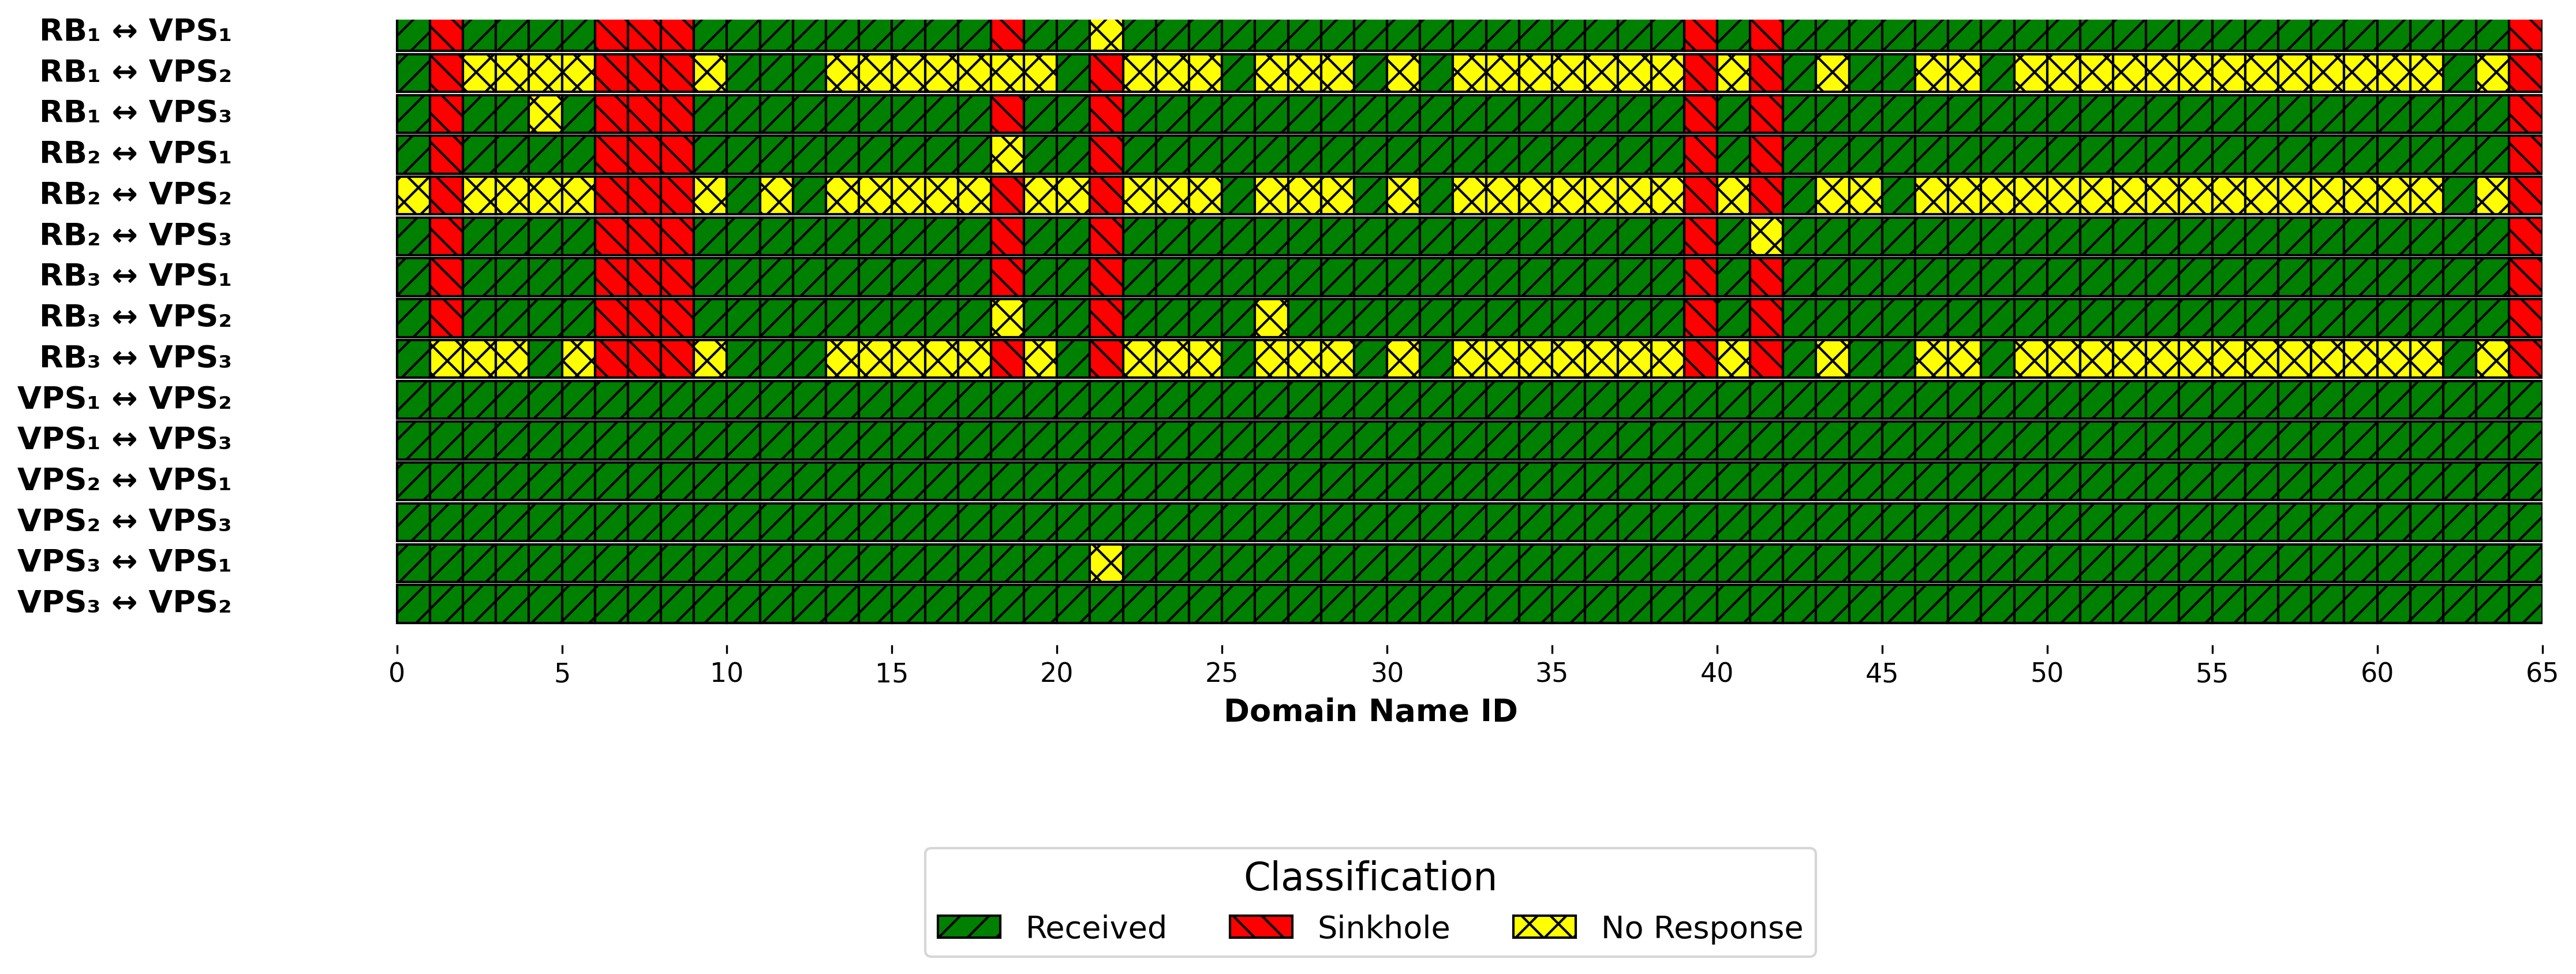 RB₁ ↔ VPS₁
RB₁ ↔ VPS₂
RB₁ ↔ VPS₃
RB₂ ↔ VPS₁
RB₂ ↔ VPS₂
RB₂ ↔ VPS₃
RB₃ ↔ VPS₁
RB₃ ↔ VPS₂
RB₃ ↔ VPS₃
VPS₁ ↔ VPS₂
VPS₁ ↔ VPS₃
VPS₂ ↔ VPS₁
VPS₂ ↔ VPS₃
VPS₃ ↔ VPS₁
VPS₃ ↔ VPS₂
0 5 10 15 20 25 30 35 40 45 50 55 60 65
Domain Name ID
Classification
Received Sinkhole No Response